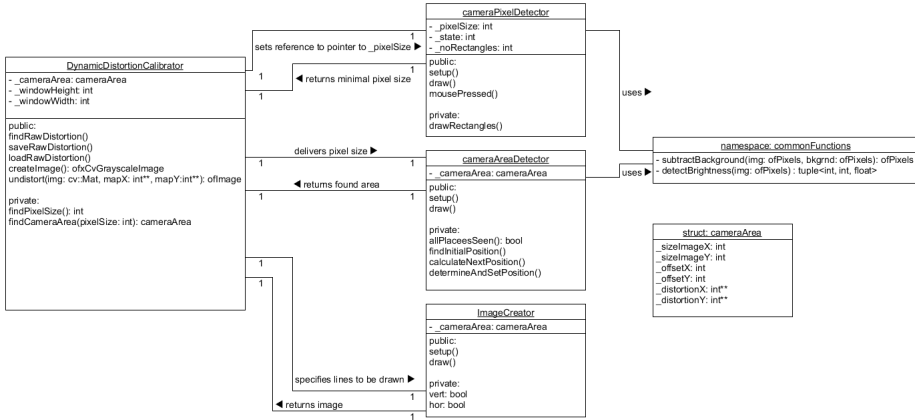 cameraPixelDetector
- _pixelSize: int
- _state: int
- _noRectangles: int
public:
setup()
draw()
mousePressed()
private:
drawRectangles()
1
sets reference to pointer to _pixelSize ►
1
DynamicDistortionCalibrator
- _cameraArea: cameraArea
- _windowHeight: int
- _windowWidth: int
public:
findRawDistortion()
saveRawDistortion()
loadRawDistortion()
createImage(): ofxCvGrayscaleImage
undistort(img: cv::Mat, mapX: int**, mapY:int**): ofImage
private:
findPixelSize(): int
findCameraArea(pixelSize: int): cameraArea
1
◄ returns minimal pixel size
1
1
uses ►
namespace: commonFunctions
- subtractBackground(img: ofPixels, bkgnd: ofPixels): ofPixels
- detectBrightness(img: ofPixels) : tuple<int, int, float>
delivers pixel size ►
1
1
cameraAreaDetector
- _cameraArea: cameraArea
public:
setup()
draw()
private:
allPlaceesSeen(): bool
findInitialPosition()
calculateNextPosition()
determineAndSetPosition()
uses ►
◄ returns found area
1
1
struct: cameraArea
_sizeImageX: int
_sizeImageY: int
_offsetX: int
_offsetY: int
_distortionX: int**
_distortionY: int**
1
1
ImageCreator
- _cameraArea: cameraArea
public:
setup()
draw()
private:
vert: bool
hor: bool
specifies lines to be drawn ►
1
◄ returns image
1